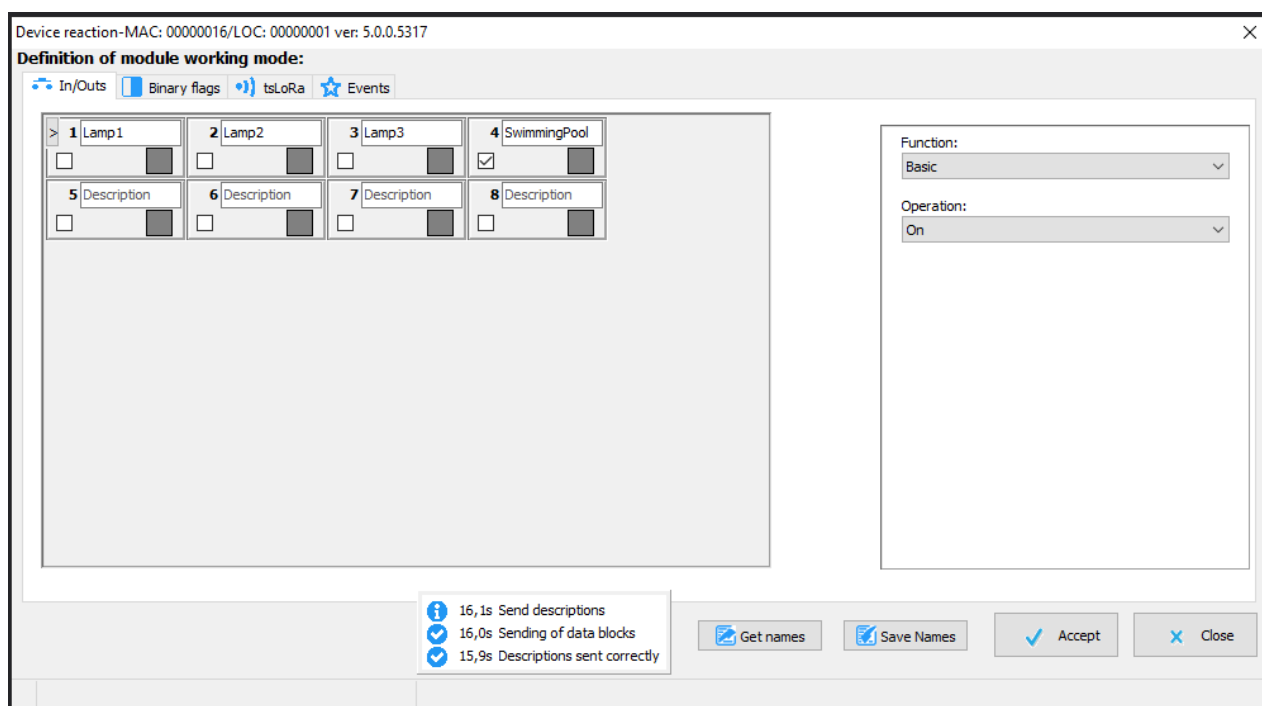 Device reaction-MAC: 00000016/LOC: 00000001 ver: 5.0.0.5317
Definition of module working mode:
In/Outs Binary flags tsLoRa Events
> 1 Lamp1 2 Lamp2 3 Lamp3 4 SwimmingPool
5 Description 6 Description 7 Description 8 Description
Function:
Basic
Operation:
On
16,1s Send descriptions
16,0s Sending of data blocks
15,9s Descriptions sent correctly
Get names Save Names Accept Close